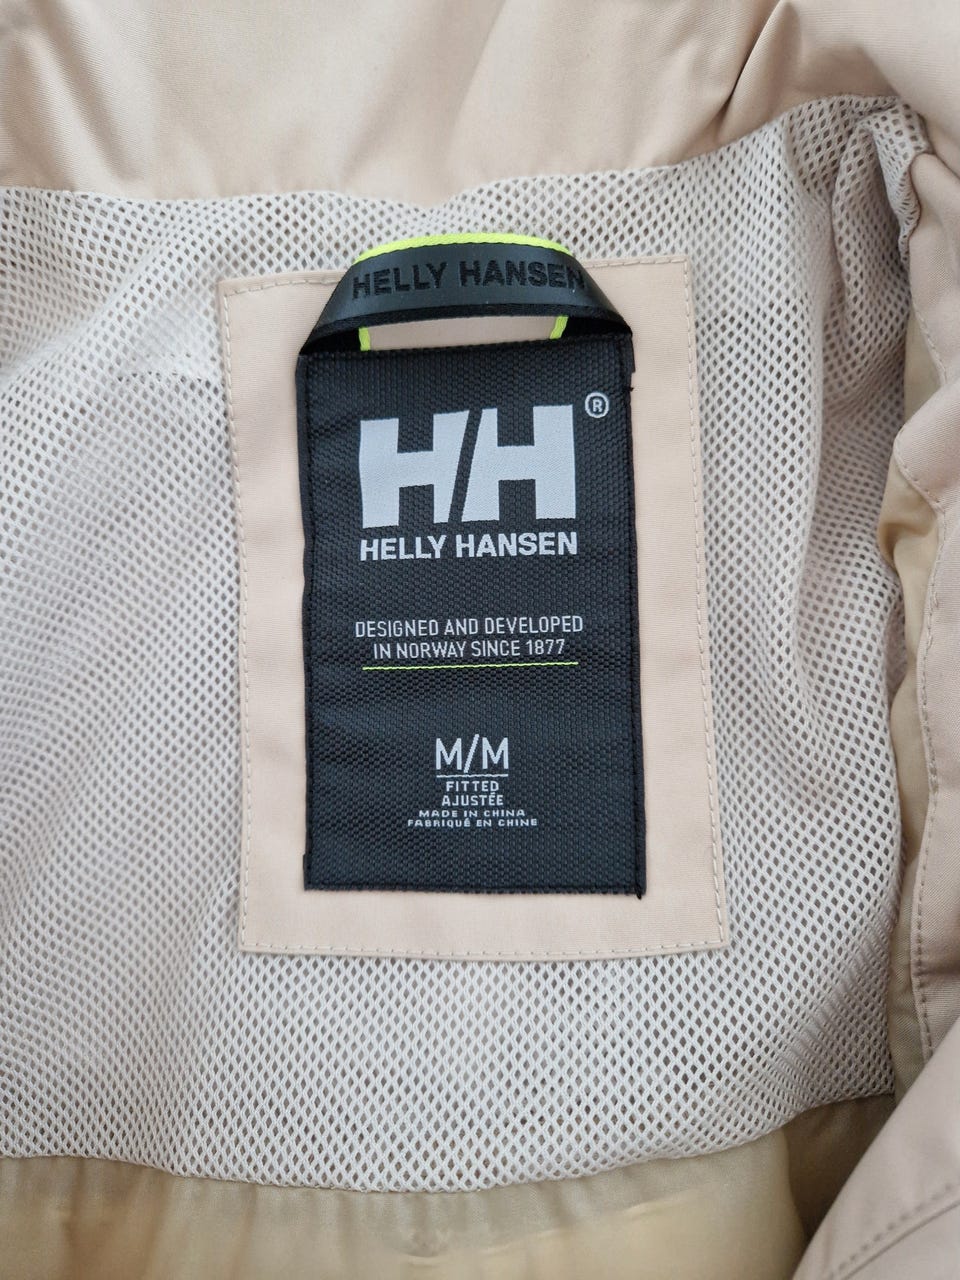 HELLY HANSEN
HH®
HELLY HANSEN
DESIGNED AND DEVELOPED
IN NORWAY SINCE 1877
M/M
FITTED
AJUSTÉE
MADE IN CHINA
FABRIQUÉ EN CHINE